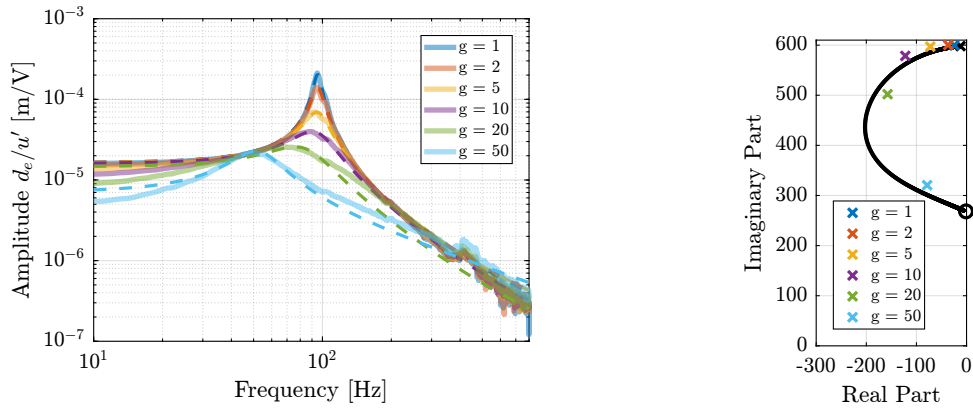 10^{-3}
10^{-4}
10^{-5}
10^{-6}
10^{-7}
Amplitude d_e/u' [m/V]
g = 1
g = 2
g = 5
g = 10
g = 20
g = 50
10^1
10^2
Frequency [Hz]
600
500
400
300
200
100
0
Imaginary Part
g = 1
g = 2
g = 5
g = 10
g = 20
g = 50
-300 -200 -100 0
Real Part